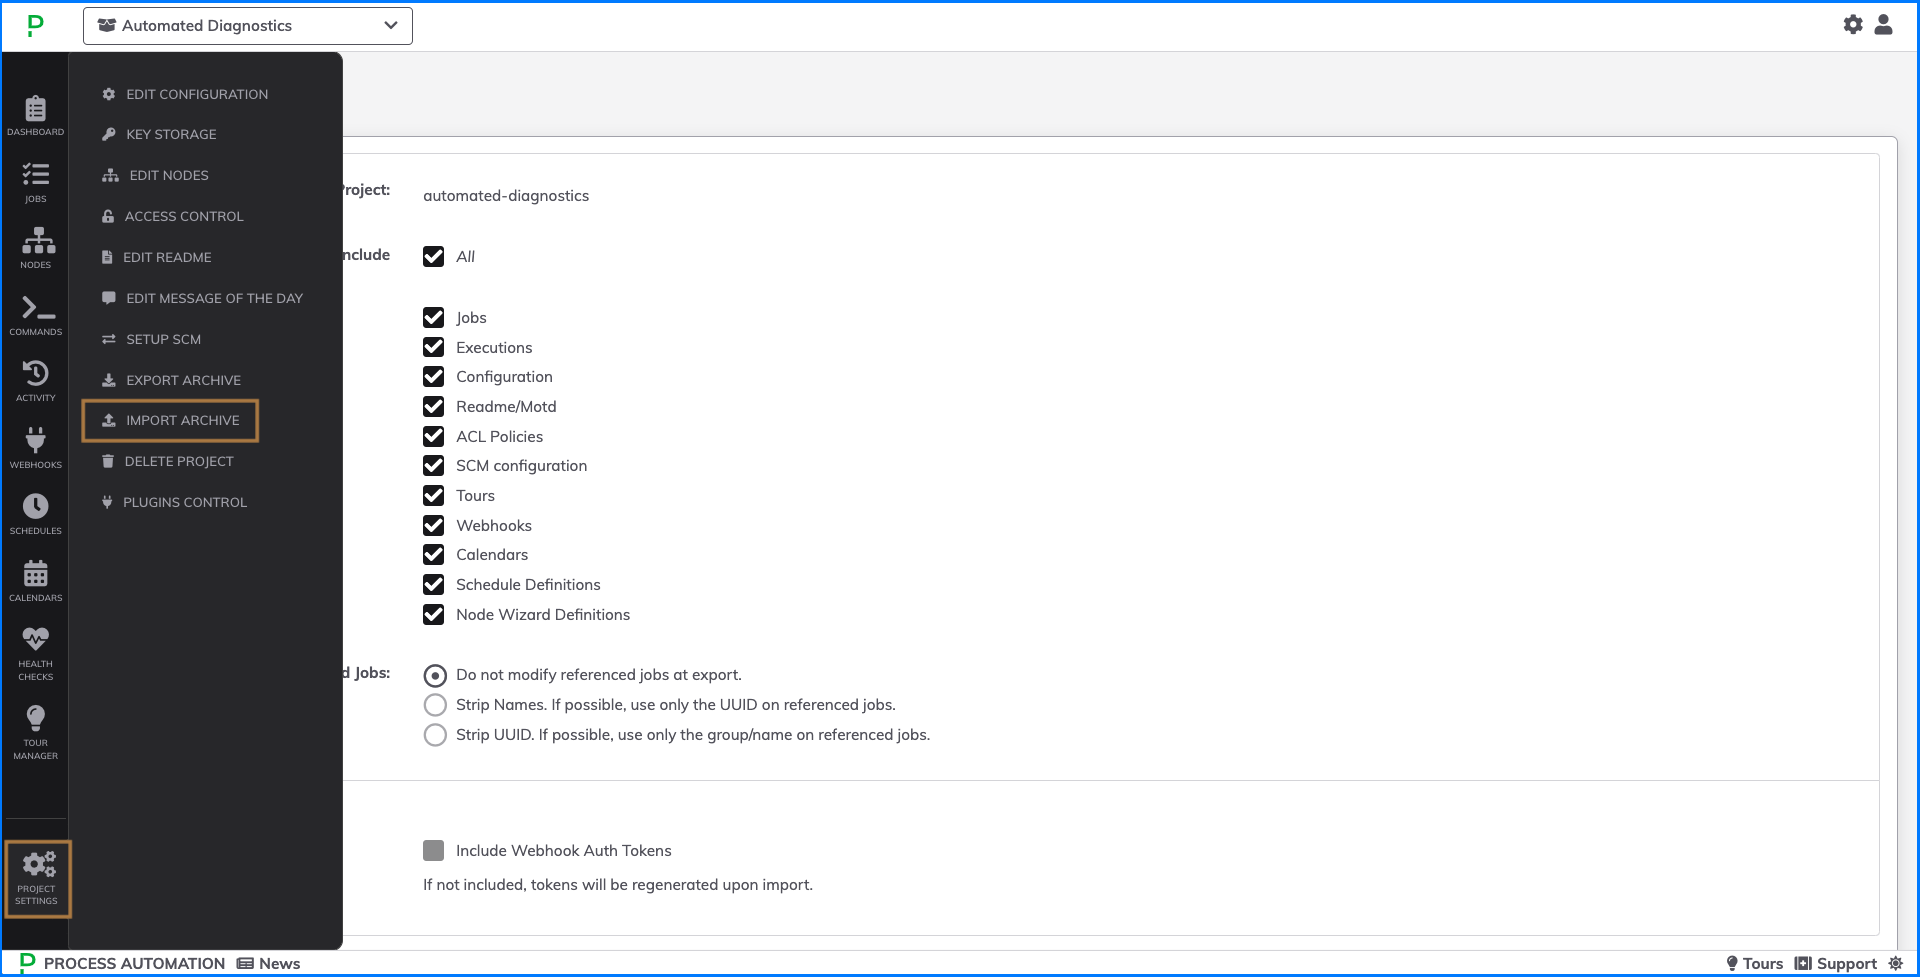 Automated Diagnostics
DASHBOARD
JOBS
NODES
COMMANDS
ACTIVITY
WEBHOOKS
SCHEDULES
CALENDARS
HEALTH
CHECKS
TOUR
MANAGER
PROJECT
SETTINGS
EDIT CONFIGURATION
KEY STORAGE
EDIT NODES
ACCESS CONTROL
EDIT README
EDIT MESSAGE OF THE DAY
SETUP SCM
EXPORT ARCHIVE
IMPORT ARCHIVE
DELETE PROJECT
PLUGINS CONTROL
Project: automated-diagnostics
nclude All
Jobs
Executions
Configuration
Readme/Motd
ACL Policies
SCM configuration
Tours
Webhooks
Calendars
Schedule Definitions
Node Wizard Definitions
d Jobs: Do not modify referenced jobs at export.
Strip Names. If possible, use only the UUID on referenced jobs.
Strip UUID. If possible, use only the group/name on referenced jobs.
Include Webhook Auth Tokens
If not included, tokens will be regenerated upon import.
PROCESS AUTOMATION News Tours Support